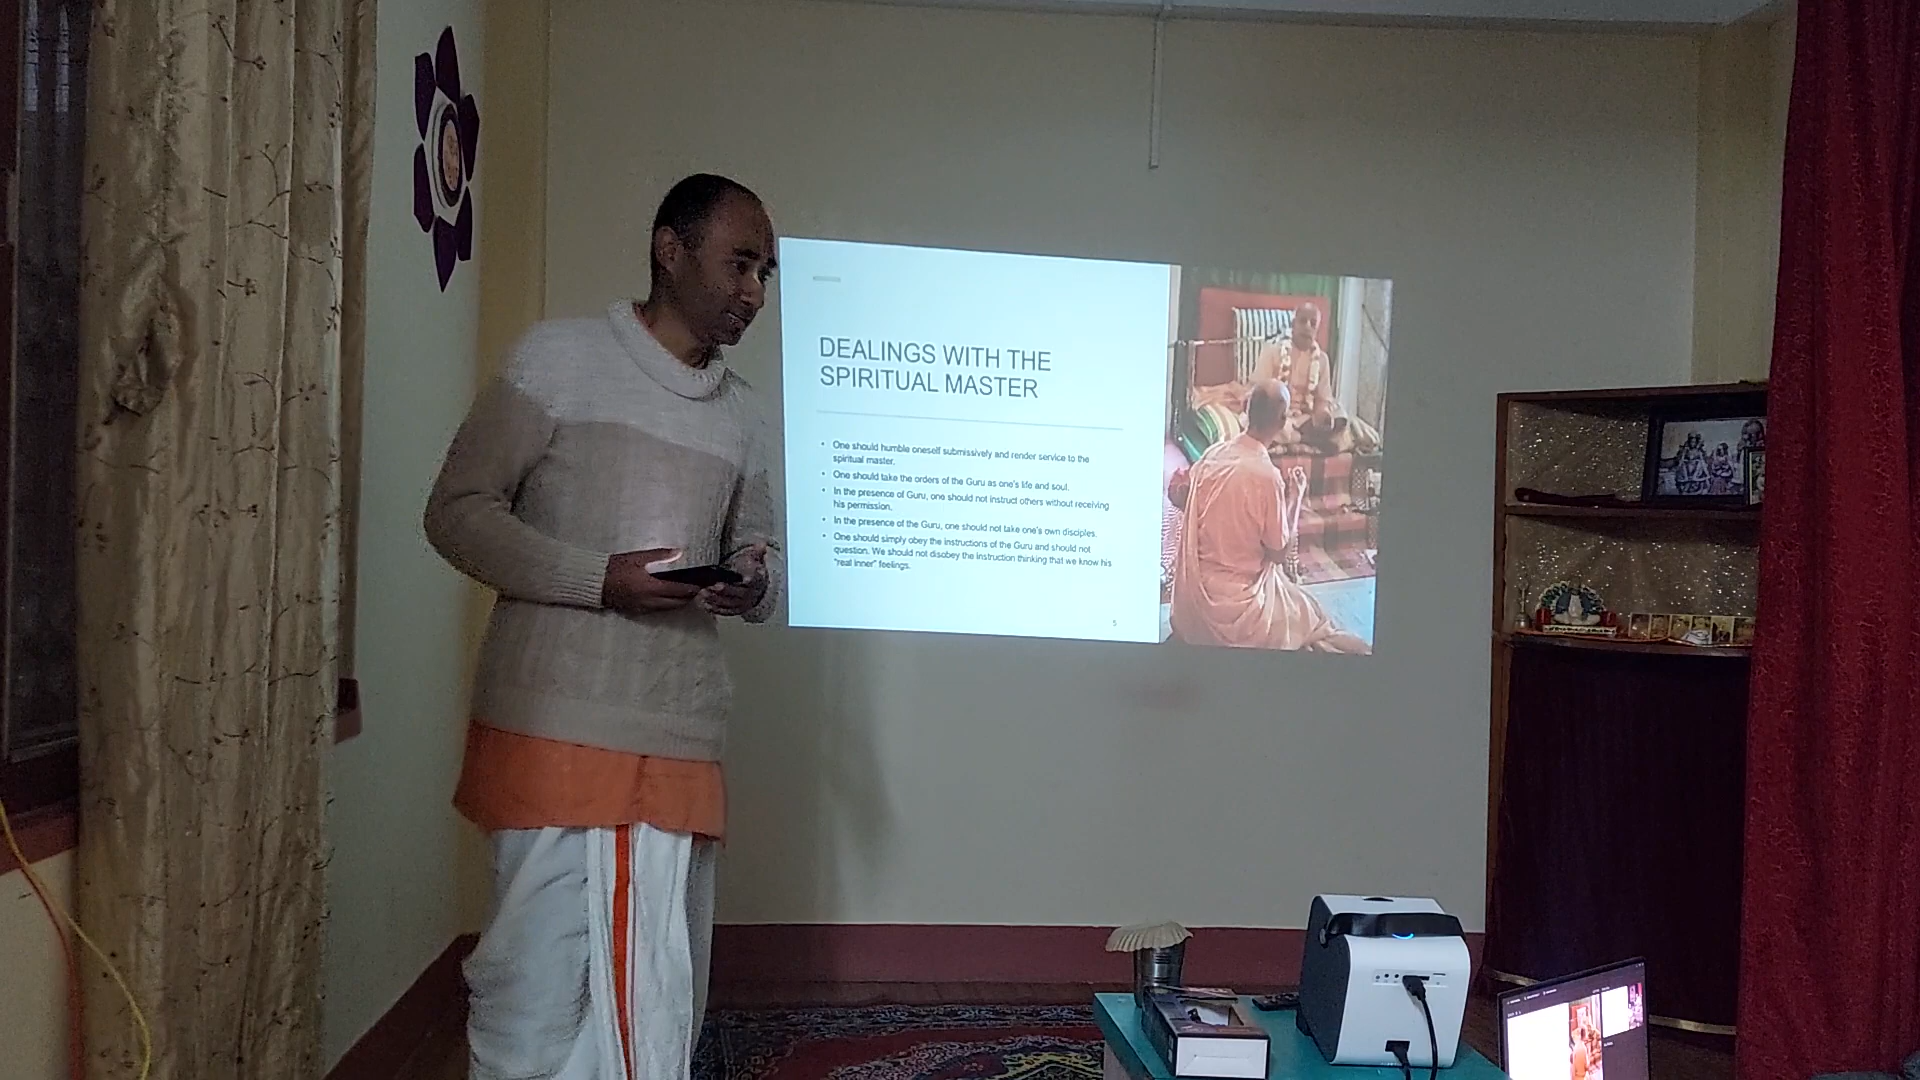 DEALINGS WITH THE
SPIRITUAL MASTER
• One should humble oneself submissively and render service to the
spiritual master.
• One should take the orders of the Guru as one's life and soul.
• In the presence of Guru, one should not instruct others without receiving
his permission.
• In the presence of the Guru, one should not take one's own disciples.
• One should simply obey the instructions of the Guru and should not
question. We should not disobey the instruction thinking that we know his
"real inner" feelings.
5